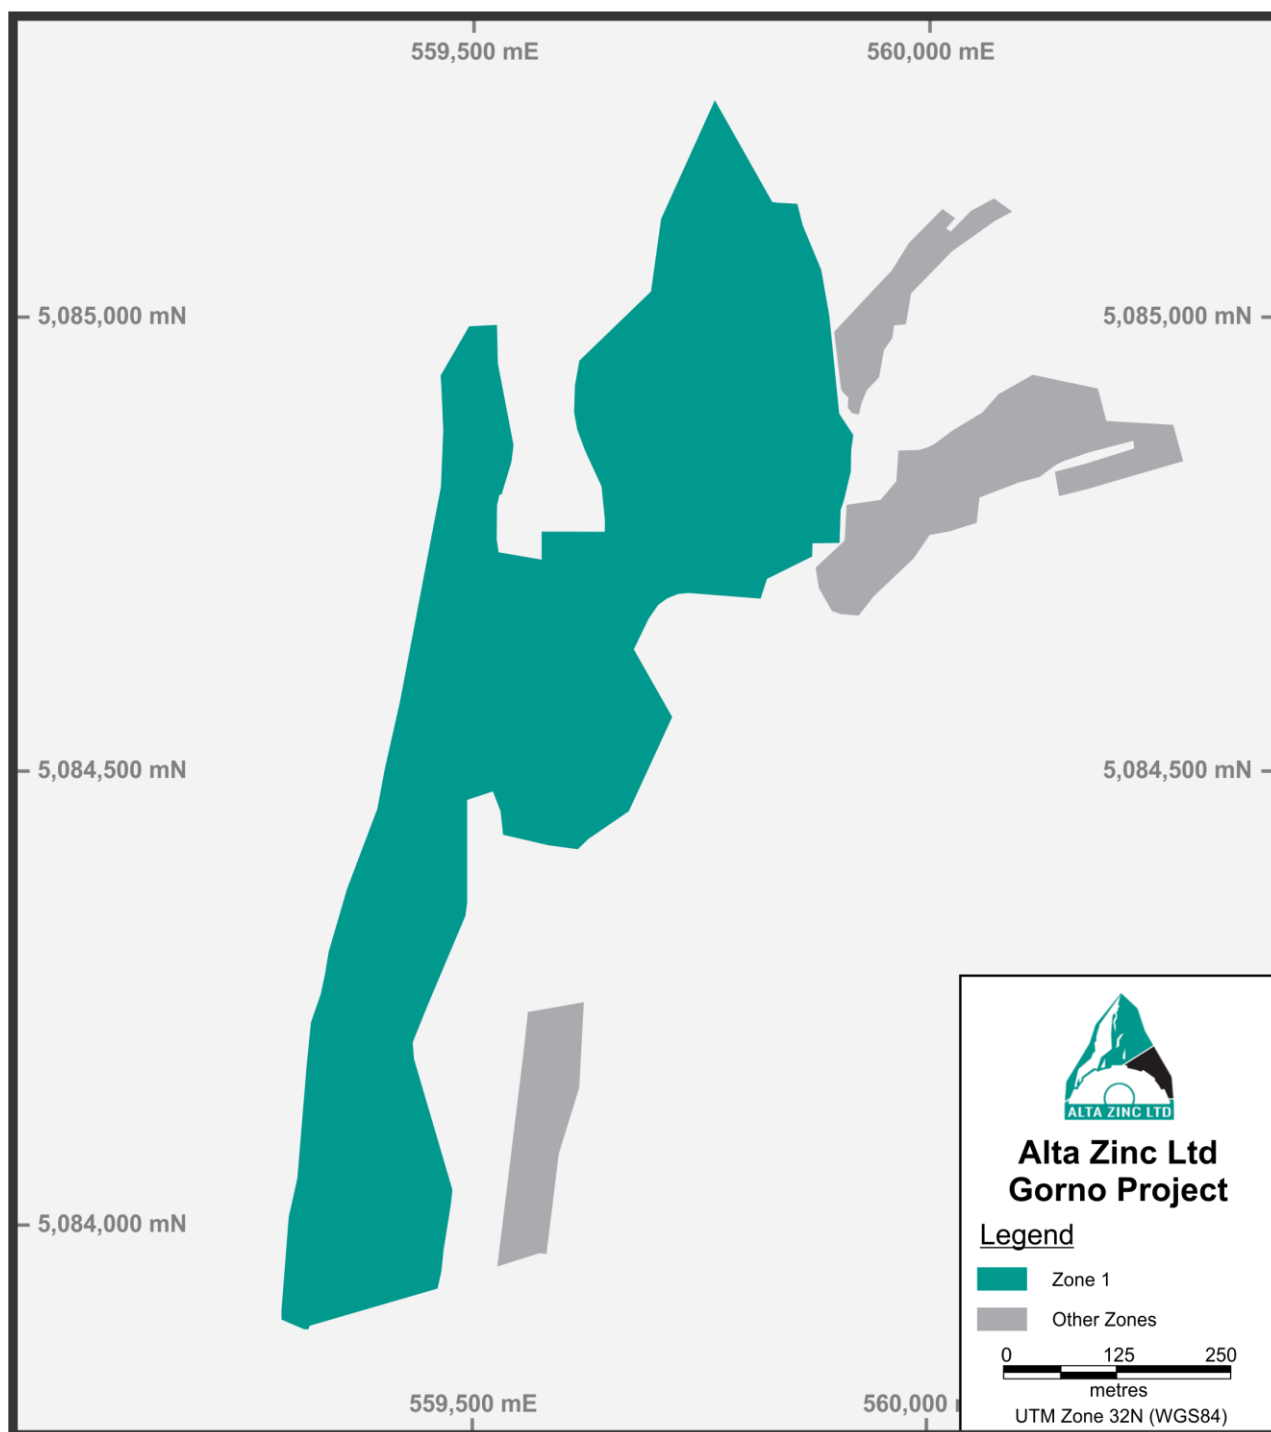 559,500 mE
560,000 mE
5,085,000 mN
5,085,000 mN
5,084,500 mN
5,084,500 mN
5,084,000 mN
ALTA ZINC LTD
Alta Zinc Ltd
Gorno Project
Legend
Zone 1
Other Zones
0 125 250
metres
UTM Zone 32N (WGS84)
559,500 mE
560,000